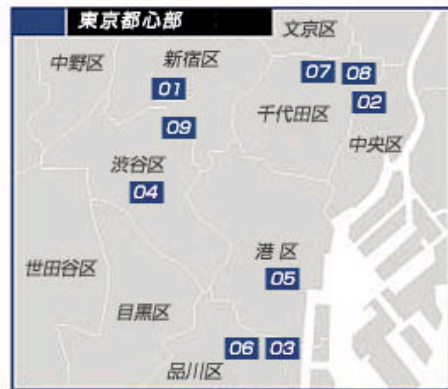 東京都心部
文京区
中野区
新宿区
07
08
01
02
千代田区
09
中央区
渋谷区
04
港 区
世田谷区
05
目黒区
06
03
品川区